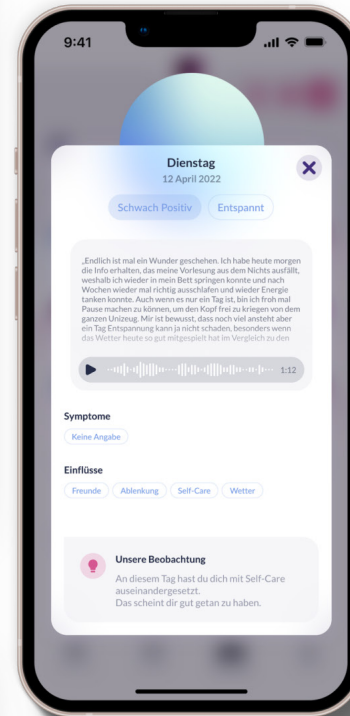 9:41
Dienstag
12 April 2022
Schwach Positiv
Entspannt
„Endlich ist mal ein Wunder geschehen. Ich habe heute morgen
die Info erhalten, das meine Vorlesung aus dem Nichts ausfällt,
weshalb ich wieder in mein Bett springen konnte und nach
Wochen wieder mal richtig ausschlafen und wieder Energie
tanken konnte. Auch wenn es nur ein Tag ist, bin ich froh mal
Pause machen zu können, um den Kopf frei zu kriegen von dem
ganzen Unizeug. Mir ist bewusst, dass noch viel ansteht aber
ein Tag Entspannung kann ja nicht schaden, besonders wenn
das Wetter heute so gut mitgespielt hat im Vergleich zu den
1:12
Symptome
Keine Angabe
Einflüsse
Freunde
Ablenkung
Self-Care
Wetter
Unsere Beobachtung
An diesem Tag hast du dich mit Self-Care
auseinandergesetzt.
Das scheint dir gut getan zu haben.